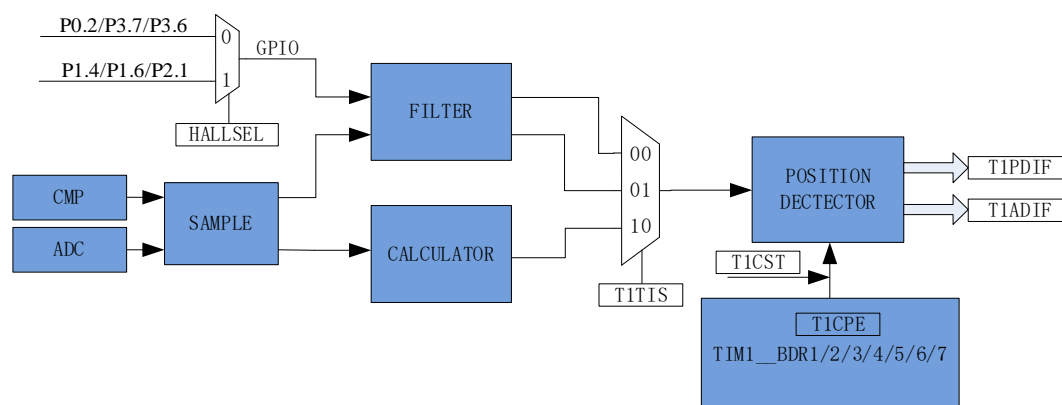 P0.2/P3.7/P3.6
0
GPIO
P1.4/P1.6/P2.1
1
HALLSEL
FILTER
CMP
ADC
SAMPLE
CALCULATOR
00
01
10
T1TIS
POSITION
DECTECTOR
T1PDIF
T1ADIF
T1CST
T1CPE
TIM1__BDR1/2/3/4/5/6/7